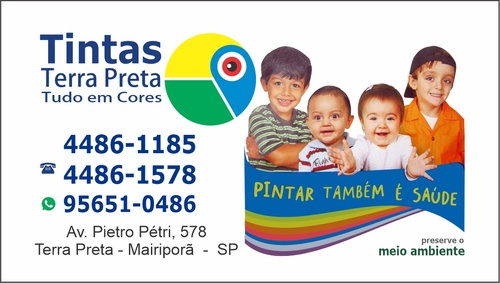 Tintas
Terra Preta
Tudo em Cores
4486-1185
4486-1578
95651-0486
Av. Pietro Pétri, 578
Terra Preta - Mairiporã - SP
PINTAR TAMBÉM É SAÚDE
preserve o
meio ambiente